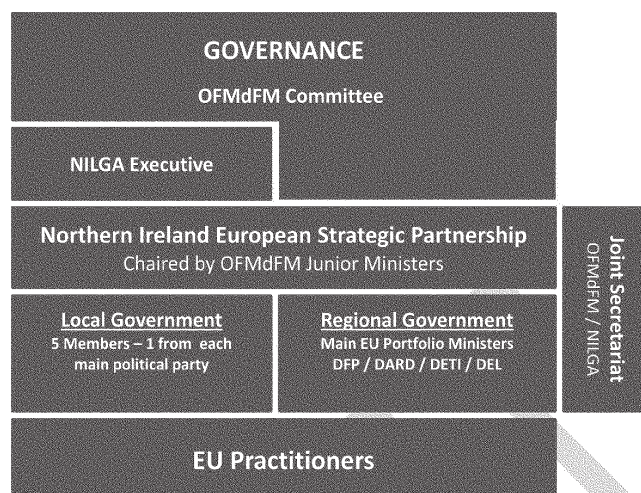 GOVERNANCE
OFMdFM Committee
NILGA Executive
Northern Ireland European Strategic Partnership
Chaired by OFMdFM Junior Ministers
Local Government
5 Members – 1 from each
main political party
Regional Government
Main EU Portfolio Ministers
DFP / DARD / DETI / DEL
Joint Secretariat
OFMdFM / NILGA
EU Practitioners